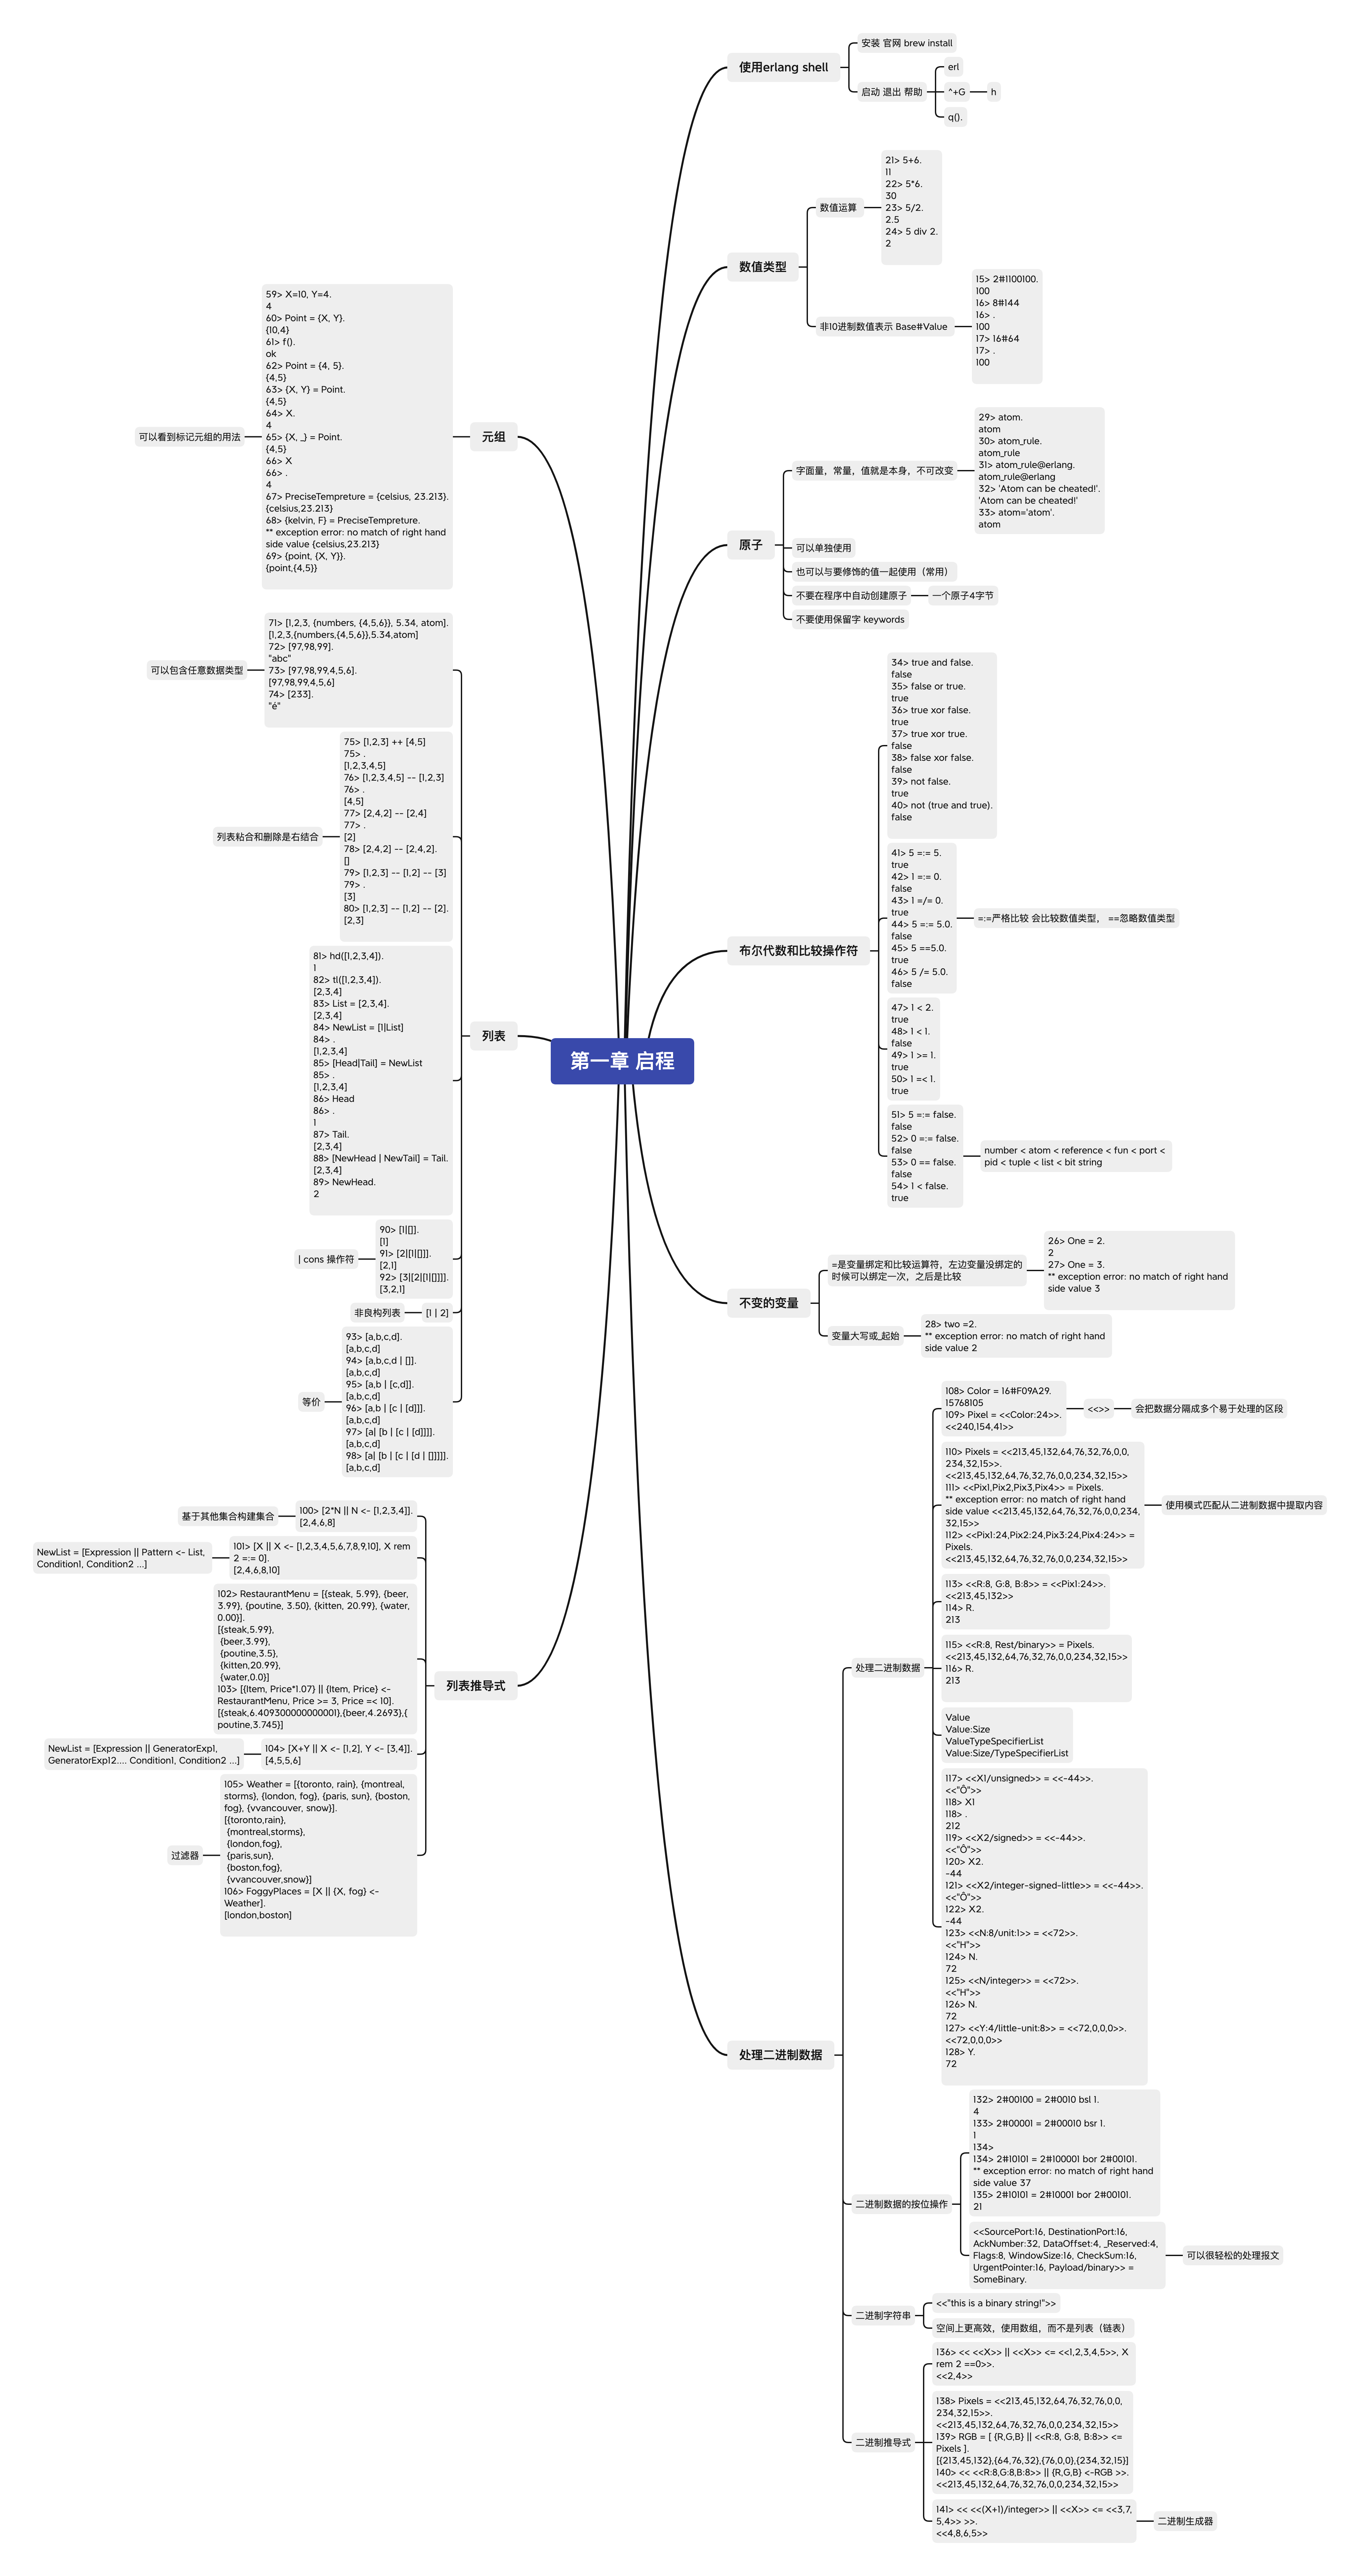 第一章 启程
使用erlang shell
安装 官网 brew install
启动 退出 帮助
erl
^+G
h
q().
数值类型
数值运算
21> 5+6.
11
22> 5*6.
30
23> 5/2.
2.5
24> 5 div 2.
2
非10进制数值表示 Base#Value
15> 2#1100100.
100
16> 8#144
16> .
100
17> 16#64
17> .
100
原子
字面量，常量，值就是本身，不可改变
29> atom.
atom
30> atom_rule.
atom_rule
31> atom_rule@erlang.
atom_rule@erlang
32> 'Atom can be cheated!'.
'Atom can be cheated!'
33> atom='atom'.
atom
可以单独使用
也可以与要修饰的值一起使用（常用）
不要在程序中自动创建原子
一个原子4字节
不要使用保留字 keywords
布尔代数和比较操作符
34> true and false.
false
35> false or true.
true
36> true xor false.
true
37> true xor true.
false
38> false xor false.
false
39> not false.
true
40> not (true and true).
false
41> 5 =:= 5.
true
42> 1 =:= 0.
false
43> 1 =/= 0.
true
44> 5 =:= 5.0.
false
45> 5 ==5.0.
true
46> 5 /= 5.0.
false
=:=严格比较 会比较数值类型， ==忽略数值类型
47> 1 < 2.
true
48> 1 < 1.
false
49> 1 >= 1.
true
50> 1 =< 1.
true
51> 5 =:= false.
false
52> 0 =:= false.
false
53> 0 == false.
false
54> 1 < false.
true
number < atom < reference < fun < port <
pid < tuple < list < bit string
不变的变量
=是变量绑定和比较运算符，左边变量没绑定的
时候可以绑定一次，之后是比较
26> One = 2.
2
27> One = 3.
** exception error: no match of right hand
side value 3
变量大写或_起始
28> two =2.
** exception error: no match of right hand
side value 2
处理二进制数据
处理二进制数据
108> Color = 16#F09A29.
15768105
109> Pixel = <<Color:24>>.
<<240,154,41>>
<<>>
会把数据分隔成多个易于处理的区段
110> Pixels = <<213,45,132,64,76,32,76,0,0,
234,32,15>>.
<<213,45,132,64,76,32,76,0,0,234,32,15>>
111> <<Pix1,Pix2,Pix3,Pix4>> = Pixels.
** exception error: no match of right hand
side value <<213,45,132,64,76,32,76,0,0,234,
32,15>>
112> <<Pix1:24,Pix2:24,Pix3:24,Pix4:24>> =
Pixels.
<<213,45,132,64,76,32,76,0,0,234,32,15>>
使用模式匹配从二进制数据中提取内容
113> <<R:8, G:8, B:8>> = <<Pix1:24>>.
<<213,45,132>>
114> R.
213
115> <<R:8, Rest/binary>> = Pixels.
<<213,45,132,64,76,32,76,0,0,234,32,15>>
116> R.
213
Value
Value:Size
ValueTypeSpecifierList
Value:Size/TypeSpecifierList
117> <<X1/unsigned>> = <<-44>>.
<<"Ô">>
118> X1
118> .
212
119> <<X2/signed>> = <<-44>>.
<<"Ô">>
120> X2.
-44
121> <<X2/integer-signed-little>> = <<-44>>.
<<"Ô">>
122> X2.
-44
123> <<N:8/unit:1>> = <<72>>.
<<"H">>
124> N.
72
125> <<N/integer>> = <<72>>.
<<"H">>
126> N.
72
127> <<Y:4/little-unit:8>> = <<72,0,0,0>>.
<<72,0,0,0>>
128> Y.
72
二进制数据的按位操作
132> 2#00100 = 2#0010 bsl 1.
4
133> 2#00001 = 2#00010 bsr 1.
1
134>
134> 2#10101 = 2#100001 bor 2#00101.
** exception error: no match of right hand
side value 37
135> 2#10101 = 2#10001 bor 2#00101.
21
<<SourcePort:16, DestinationPort:16,
AckNumber:32, DataOffset:4, _Reserved:4,
Flags:8, WindowSize:16, CheckSum:16,
UrgentPointer:16, Payload/binary>> =
SomeBinary.
可以很轻松的处理报文
二进制字符串
<<"this is a binary string!">>
空间上更高效，使用数组，而不是列表（链表）
二进制推导式
136> << <<X>> || <<X>> <= <<1,2,3,4,5>>, X
rem 2 ==0>>.
<<2,4>>
138> Pixels = <<213,45,132,64,76,32,76,0,0,
234,32,15>>.
<<213,45,132,64,76,32,76,0,0,234,32,15>>
139> RGB = [ {R,G,B} || <<R:8, G:8, B:8>> <=
Pixels ].
[{213,45,132},{64,76,32},{76,0,0},{234,32,15}]
140> << <<R:8,G:8,B:8>> || {R,G,B} <-RGB >>.
<<213,45,132,64,76,32,76,0,0,234,32,15>>
141> << <<(X+1)/integer>> || <<X>> <= <<3,7,
5,4>> >>.
<<4,8,6,5>>
二进制生成器
元组
59> X=10, Y=4.
4
60> Point = {X, Y}.
{10,4}
61> f().
ok
62> Point = {4, 5}.
{4,5}
63> {X, Y} = Point.
{4,5}
64> X.
4
65> {X, _} = Point.
{4,5}
66> X
66> .
4
67> PreciseTempreture = {celsius, 23.213}.
{celsius,23.213}
68> {kelvin, F} = PreciseTempreture.
** exception error: no match of right hand
side value {celsius,23.213}
69> {point, {X, Y}}.
{point,{4,5}}
可以看到标记元组的用法
列表
71> [1,2,3, {numbers, {4,5,6}}, 5.34, atom].
[1,2,3,{numbers,{4,5,6}},5.34,atom]
72> [97,98,99].
"abc"
73> [97,98,99,4,5,6].
[97,98,99,4,5,6]
74> [233].
"é"
可以包含任意数据类型
75> [1,2,3] ++ [4,5]
75> .
[1,2,3,4,5]
76> [1,2,3,4,5] -- [1,2,3]
76> .
[4,5]
77> [2,4,2] -- [2,4]
77> .
[2]
78> [2,4,2] -- [2,4,2].
[]
79> [1,2,3] -- [1,2] -- [3]
79> .
[3]
80> [1,2,3] -- [1,2] -- [2].
[2,3]
列表粘合和删除是右结合
81> hd([1,2,3,4]).
1
82> tl([1,2,3,4]).
[2,3,4]
83> List = [2,3,4].
[2,3,4]
84> NewList = [1|List]
84> .
[1,2,3,4]
85> [Head|Tail] = NewList
85> .
[1,2,3,4]
86> Head
86> .
1
87> Tail.
[2,3,4]
88> [NewHead | NewTail] = Tail.
[2,3,4]
89> NewHead.
2
90> [1|[]].
[1]
91> [2|[1|[]]].
[2,1]
92> [3|[2|[1|[]]]].
[3,2,1]
| cons 操作符
[1 | 2]
非良构列表
93> [a,b,c,d].
[a,b,c,d]
94> [a,b,c,d | []].
[a,b,c,d]
95> [a,b | [c,d]].
[a,b,c,d]
96> [a,b | [c | [d]]].
[a,b,c,d]
97> [a| [b | [c | [d]]]].
[a,b,c,d]
98> [a| [b | [c | [d | []]]]].
[a,b,c,d]
等价
列表推导式
100> [2*N || N <- [1,2,3,4]].
[2,4,6,8]
基于其他集合构建集合
101> [X || X <- [1,2,3,4,5,6,7,8,9,10], X rem
2 =:= 0].
[2,4,6,8,10]
NewList = [Expression || Pattern <- List,
Condition1, Condition2 ...]
102> RestaurantMenu = [{steak, 5.99}, {beer,
3.99}, {poutine, 3.50}, {kitten, 20.99}, {water,
0.00}].
[{steak,5.99},
{beer,3.99},
{poutine,3.5},
{kitten,20.99},
{water,0.0}]
103> [{Item, Price*1.07} || {Item, Price} <-
RestaurantMenu, Price >= 3, Price =< 10].
[{steak,6.409300000000001},{beer,4.2693},{
poutine,3.745}]
104> [X+Y || X <- [1,2], Y <- [3,4]].
[4,5,5,6]
NewList = [Expression || GeneratorExp1,
GeneratorExp12.... Condition1, Condition2 ...]
105> Weather = [{toronto, rain}, {montreal,
storms}, {london, fog}, {paris, sun}, {boston,
fog}, {vvancouver, snow}].
[{toronto,rain},
{montreal,storms},
{london,fog},
{paris,sun},
{boston,fog},
{vvancouver,snow}]
106> FoggyPlaces = [X || {X, fog} <-
Weather].
[london,boston]
过滤器